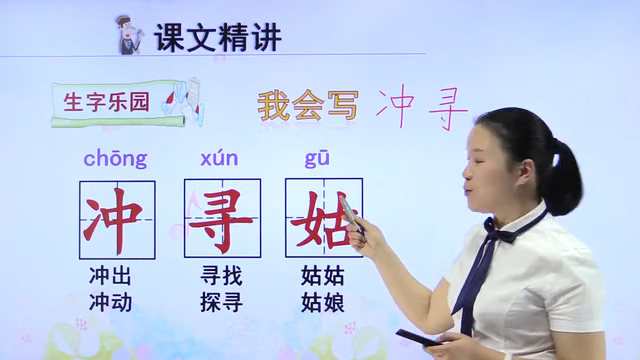 课文精讲
生字乐园
我会写 冲 寻
chōng xún gū
冲 寻 姑
冲出 寻找 姑姑
冲动 探寻 姑娘